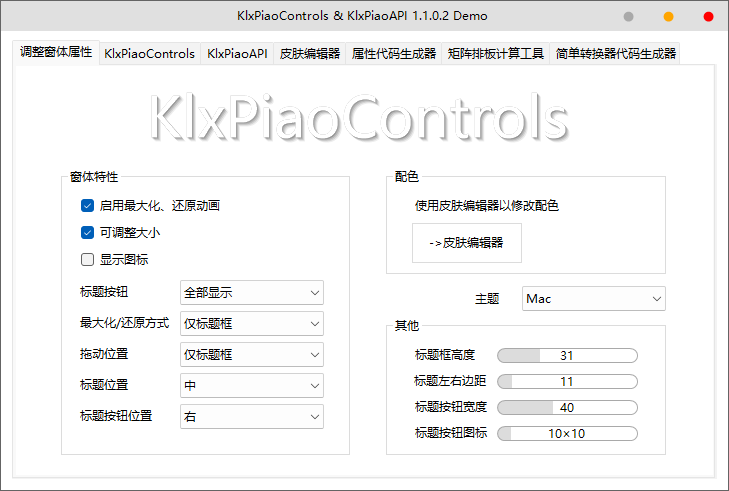 KlxPiaoControls & KlxPiaoAPI 1.1.0.2 Demo
调整窗体属性 KlxPiaoControls KlxPiaoAPI 皮肤编辑器 属性代码生成器 矩阵排板计算工具 简单转换器代码生成器
KlxPiaoControls
窗体特性
启用最大化、还原动画
可调整大小
显示图标
标题按钮 全部显示
最大化/还原方式 仅标题框
拖动位置 仅标题框
标题位置 中
标题按钮位置 右
配色
使用皮肤编辑器以修改配色
->皮肤编辑器
主题 Mac
其他
标题框高度 31
标题左右边距 11
标题按钮宽度 40
标题按钮图标 10×10